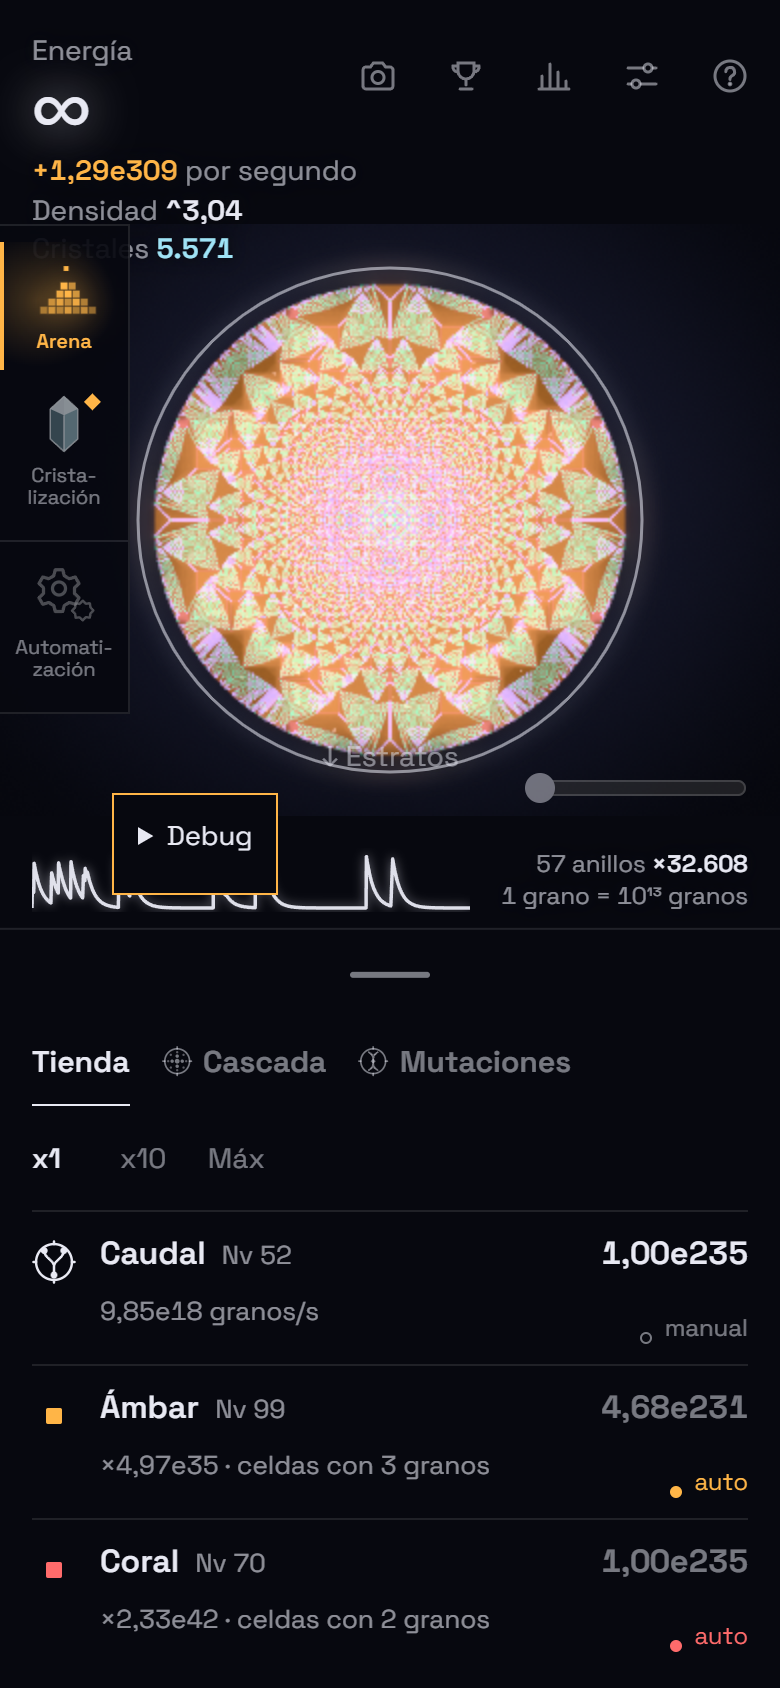 Energía
∞
+1,29e309 por segundo
Densidad ^3,04
Cristales 5.571
Arena
Crista-
lización
Automati-
zación
↓ Estratos
▶ Debug
57 anillos ×32.608
1 grano = 10¹³ granos
Tienda Cascada Mutaciones
x1 x10 Máx
Caudal Nv 52 1,00e235
9,85e18 granos/s
manual
Ámbar Nv 99 4,68e231
×4,97e35 · celdas con 3 granos
auto
Coral Nv 70 1,00e235
×2,33e42 · celdas con 2 granos
auto